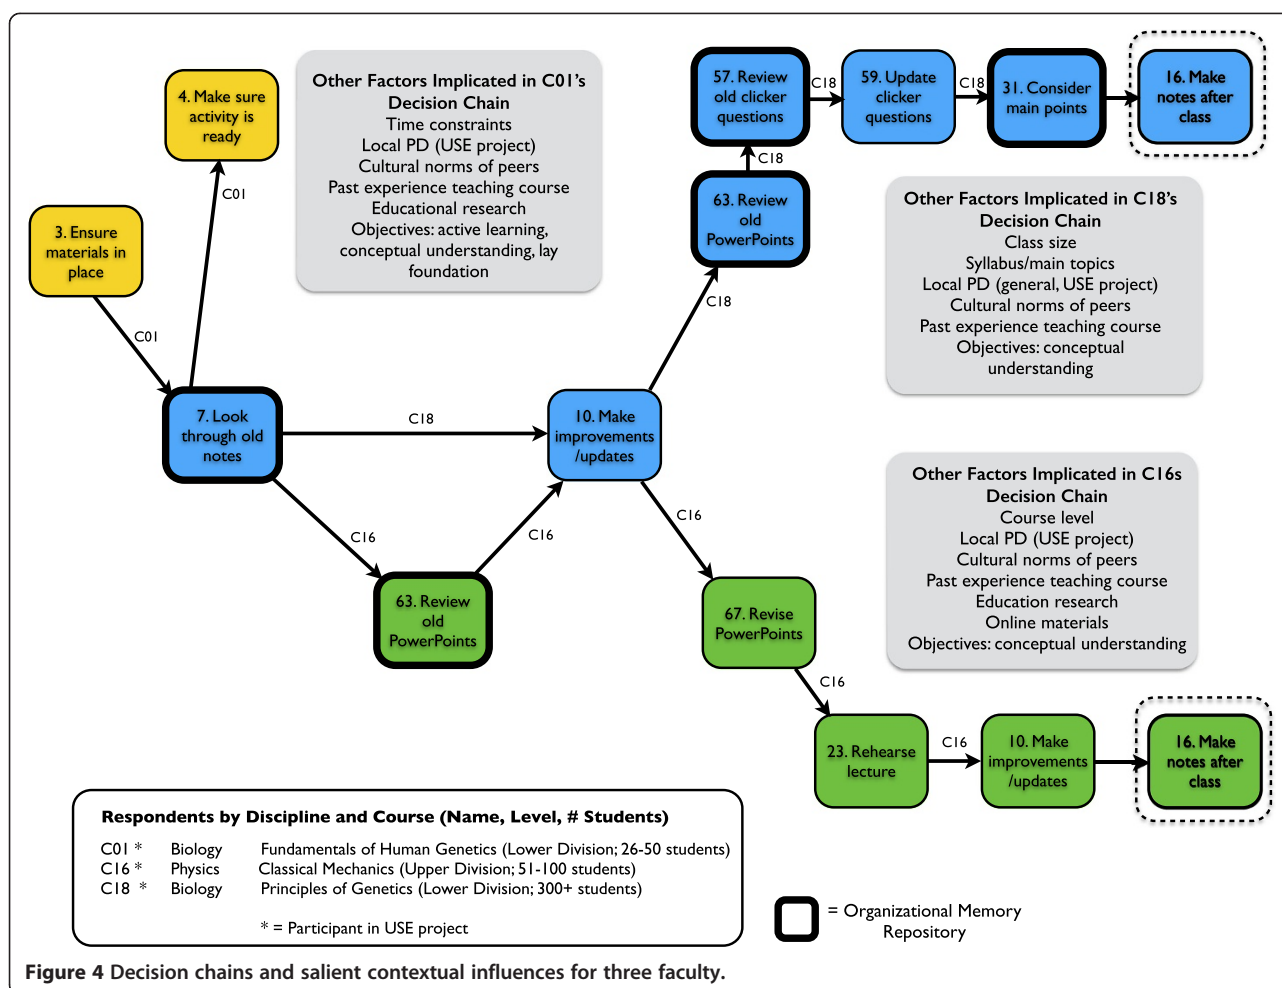 4. Make sure
activity is
ready
C01
3. Ensure
materials in
place
C01
Other Factors Implicated in C01's
Decision Chain
Time constraints
Local PD (USE project)
Cultural norms of peers
Past experience teaching course
Educational research
Objectives: active learning,
conceptual understanding, lay
foundation
57. Review
old clicker
questions
C18
59. Update
clicker
questions
C18
31. Consider
main points
16. Make
notes after
class
C18
63. Review
old
PowerPoints
C18
Other Factors Implicated in C18's
Decision Chain
Class size
Syllabus/main topics
Local PD (general, USE project)
Cultural norms of peers
Past experience teaching course
Objectives: conceptual
understanding
7. Look
through old
notes
C18
10. Make
improvements
/updates
C16
C16
C16
63. Review
old
PowerPoints
67. Revise
PowerPoints
Other Factors Implicated in C16s
Decision Chain
Course level
Local PD (USE project)
Cultural norms of peers
Past experience teaching course
Education research
Online materials
Objectives: conceptual understanding
C16
23. Rehearse
lecture
C16
10. Make
improvements
/updates
16. Make
notes after
class
Respondents by Discipline and Course (Name, Level, # Students)
C01 * Biology Fundamentals of Human Genetics (Lower Division; 26-50 students)
C16 * Physics Classical Mechanics (Upper Division; 51-100 students)
C18 * Biology Principles of Genetics (Lower Division; 300+ students)
* = Participant in USE project
= Organizational Memory
Repository
Figure 4 Decision chains and salient contextual influences for three faculty.